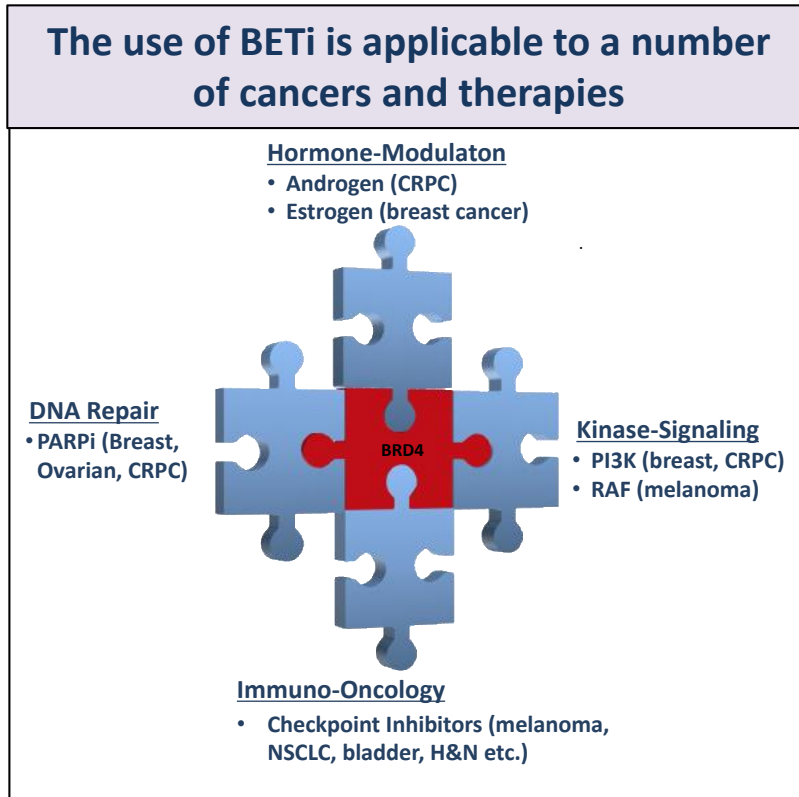 The use of BETi is applicable to a number
of cancers and therapies
Hormone-Modulaton
• Androgen (CRPC)
• Estrogen (breast cancer)
DNA Repair
• PARPi (Breast,
Ovarian, CRPC)
BRD4
Kinase-Signaling
• PI3K (breast, CRPC)
• RAF (melanoma)
Immuno-Oncology
• Checkpoint Inhibitors (melanoma,
NSCLC, bladder, H&N etc.)